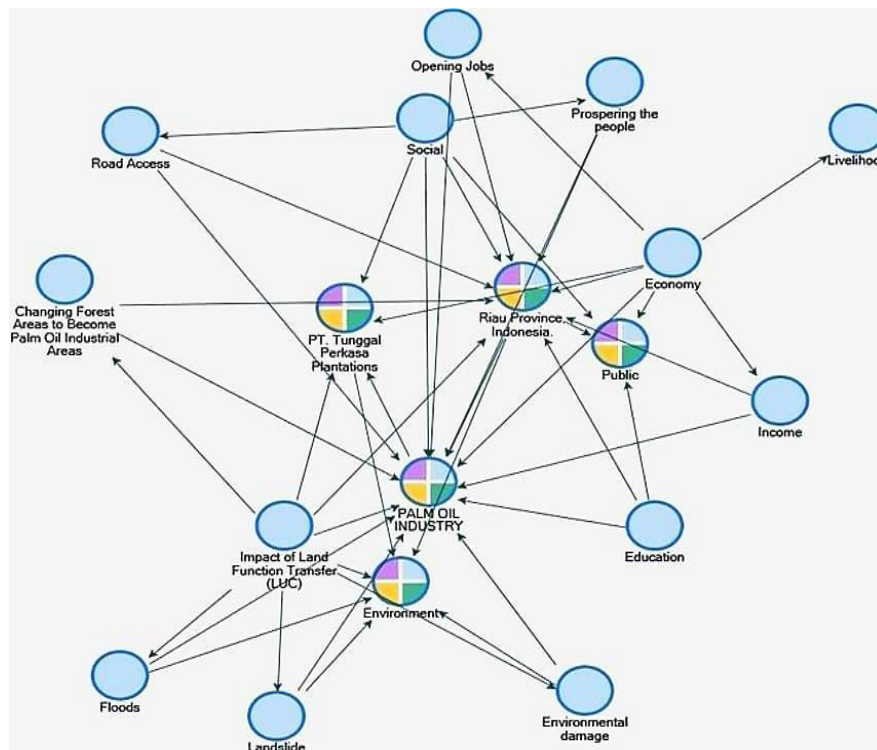 Opening Jobs
Prospering the
people
Road Access
Social
Livelihoo
Economy
Changing Forest
Areas to Become
Palm Oil Industrial
Areas
PT. Tunggal
Perkasa
Plantations
Riau Province.
Indonesia.
Public
Income
PALM OIL
INDUSTRY
Education
Impact of Land
Function Transfer
(LUC)
Environment
Floods
Landslide
Environmental
damage